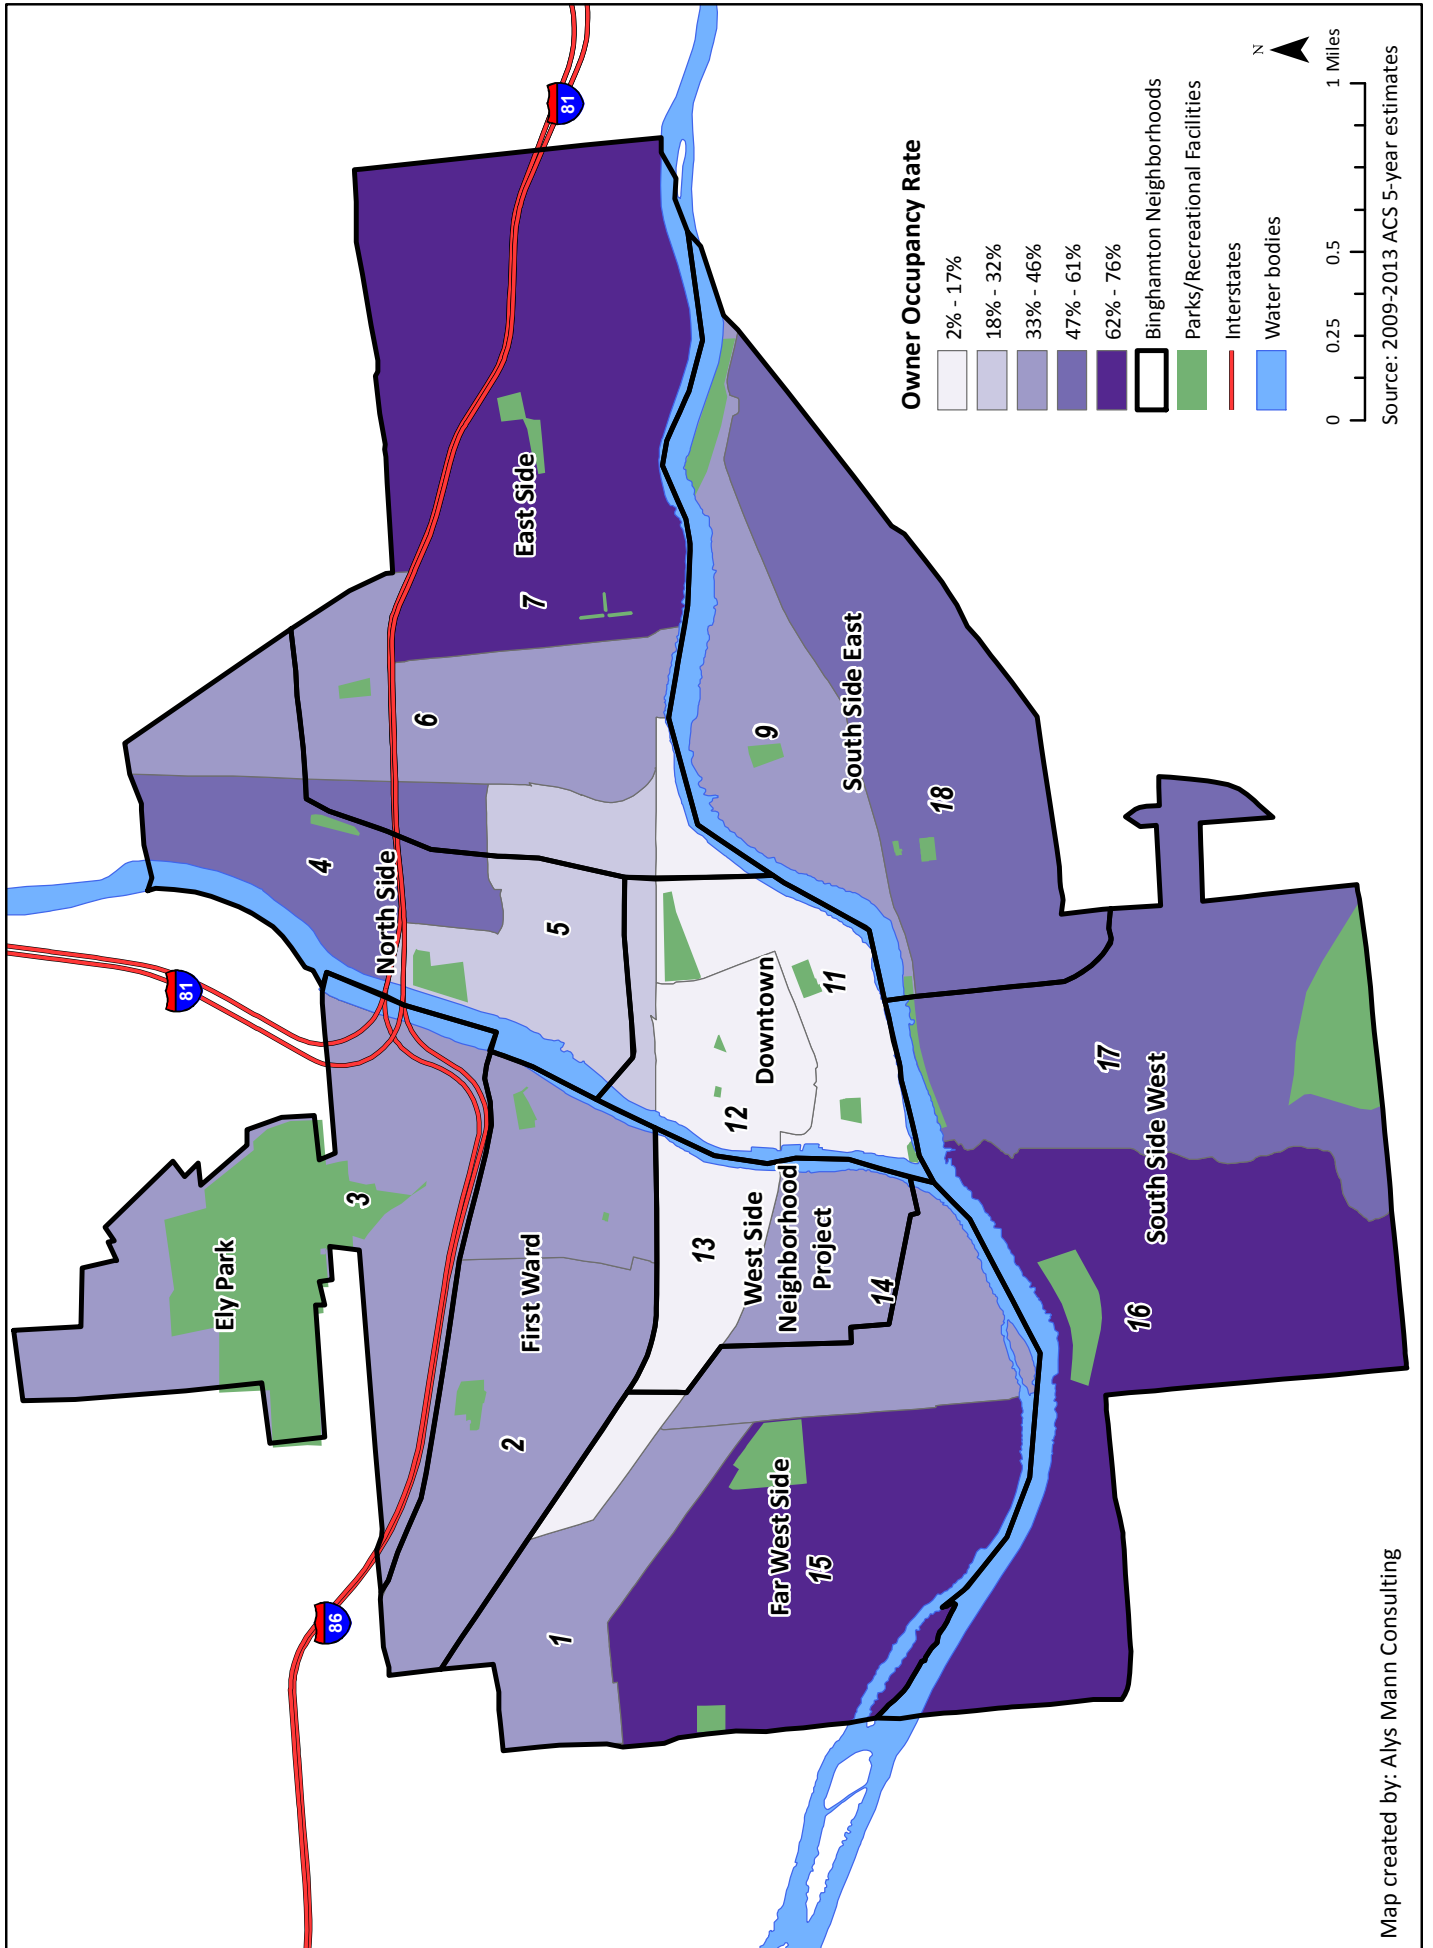 81
81
86
Ely Park
3
North Side
4
6
East Side
7
First Ward
2
5
1
Downtown
12
11
13
West Side
Neighborhood
Project
14
Far West Side
15
9
South Side East
18
17
South Side West
16
Owner Occupancy Rate
2% - 17%
18% - 32%
33% - 46%
47% - 61%
62% - 76%
Binghamton Neighborhoods
Parks/Recreational Facilities
Interstates
Water bodies
N
0 0.25 0.5 1 Miles
Source: 2009-2013 ACS 5-year estimates
Map created by: Alys Mann Consulting